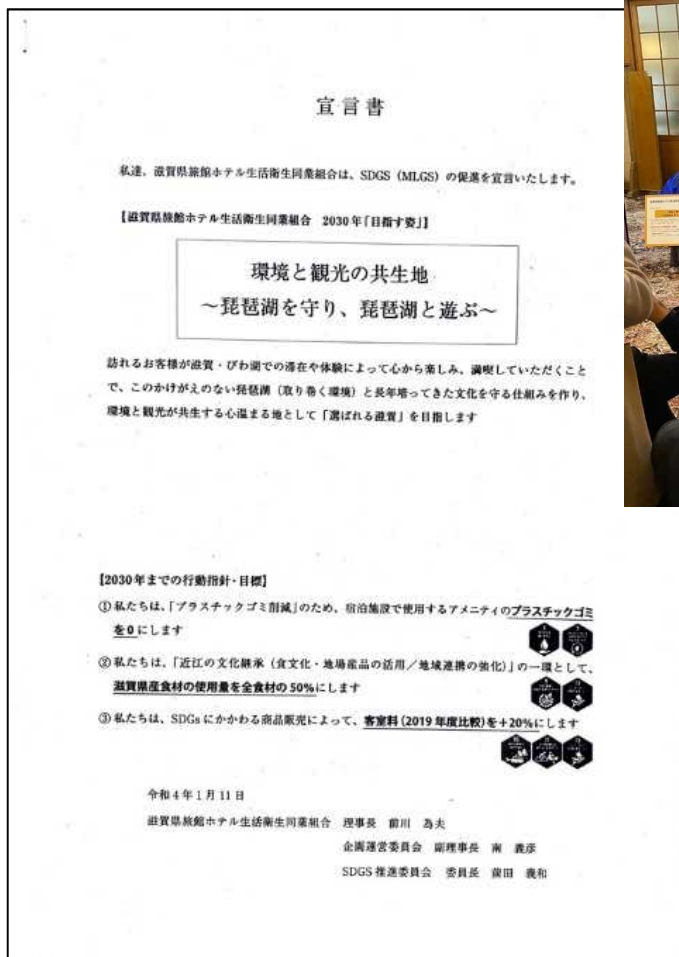 宣言書
私達、滋賀県旅館ホテル生活衛生同業組合は、SDGS（MLGS）の促進を宣言いたします。
【滋賀県旅館ホテル生活衛生同業組合 2030年「目指す姿」】
環境と観光の共生地
～琵琶湖を守り、琵琶湖と遊ぶ～
訪れるお客様が滋賀・びわ湖での滞在や体験によって心から楽しみ、満喫していただくこと
で、このかけがえのない琵琶湖（取り巻く環境）と長年培ってきた文化を守る仕組みを作り、
環境と観光が共生する心温まる地として「選ばれる滋賀」を目指します
【2030年までの行動指針・目標】
①私たちは、「プラスチックゴミ削減」のため、宿泊施設で使用するアメニティのプラスチックゴミ
を0にします
②私たちは、「近江の文化継承（食文化・地場産品の活用／地域連携の強化）」の一環として、
滋賀県産食材の使用量を全食材の50%にします
③私たちは、SDGsにかかわる商品販売によって、客室料（2019年度比較）を＋20%にします
令和4年1月11日
滋賀県旅館ホテル生活衛生同業組合 理事長 前川 為夫
企画運営委員会 副理事長 南 義彦
SDGS推進委員会 委員長 前田 義和